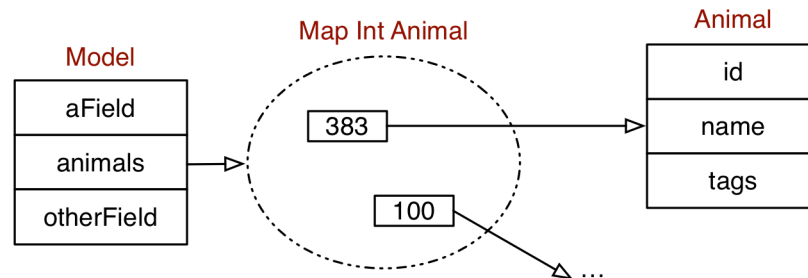 Model
aField
animals
otherField
Map Int Animal
383
100
...
Animal
id
name
tags